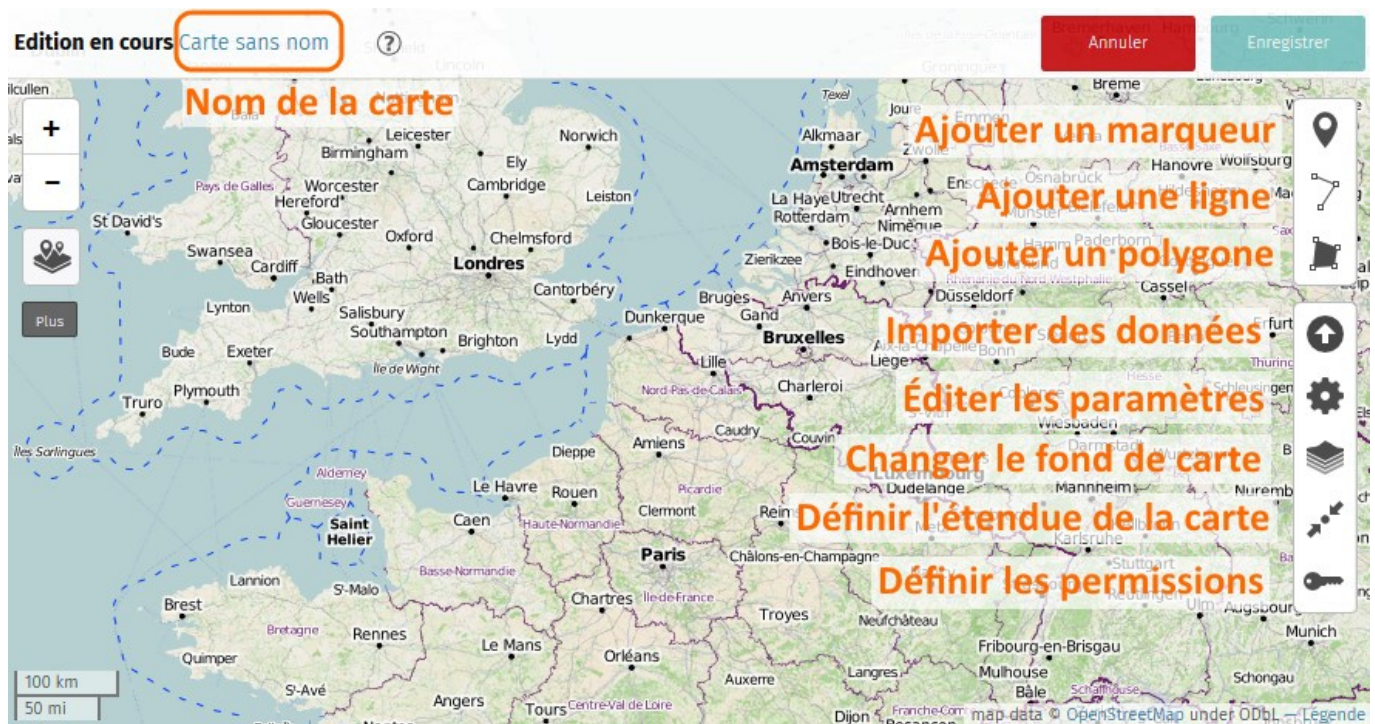 Edition en cours Carte sans nom ?
Annuler
Enregistrer
Nom de la carte
Ajouter un marqueur
Ajouter une ligne
Ajouter un polygone
Importer des données
Éditer les paramètres
Changer le fond de carte
Définir l'étendue de la carte
Définir les permissions
+
−
Plus
Texel
Brême
Leicester
Norwich
Alkmaar
Birmingham
Ely
Amsterdam
Hanovre
Wolfsburg
Pays de Galles
Worcester
Cambridge
Hereford
Leiston
La Haye
Utrecht
St David's
Gloucester
Rotterdam
Arnhem
Nimègue
Oxford
Chelmsford
Bois-le-Duc
Swansea
Cardiff
Londres
Zierikzee
Eindhoven
Bath
Cantorbéry
Cassel
Wells
Bruges
Anvers
Düsseldorf
Lynton
Salisbury
Dunkerque
Gand
Southampton
Brighton
Lydd
Bruxelles
Bude
Exeter
Île de Wight
Lille
Liège
Plymouth
Nord-Pas-de-Calais
Charleroi
Truro
Wiesbaden
Îles Sorlingues
Dieppe
Amiens
Caudry
Couvin
Alderney
Le Havre
Rouen
Picardie
Luxembourg
Dudelange
Mannheim
Guernesey
Saint
Helier
Caen
Haute-Normandie
Clermont
Karlsruhe
Basse-Normandie
Paris
Châlons-en-Champagne
Stuttgart
Lannion
St-Malo
Chartres
Île-de-France
Ulm
Brest
Troyes
Neufchâteau
Munich
Bretagne
Rennes
Le Mans
Orléans
Fribourg-en-Brisgau
Quimper
Auxerre
Langres
Mulhouse
Schongau
100 km
St-Avé
Bâle
Schaffhouse
50 mi
Angers
Tours
Centre-Val de Loire
Dijon
map data © OpenStreetMap under ODbL — Légende